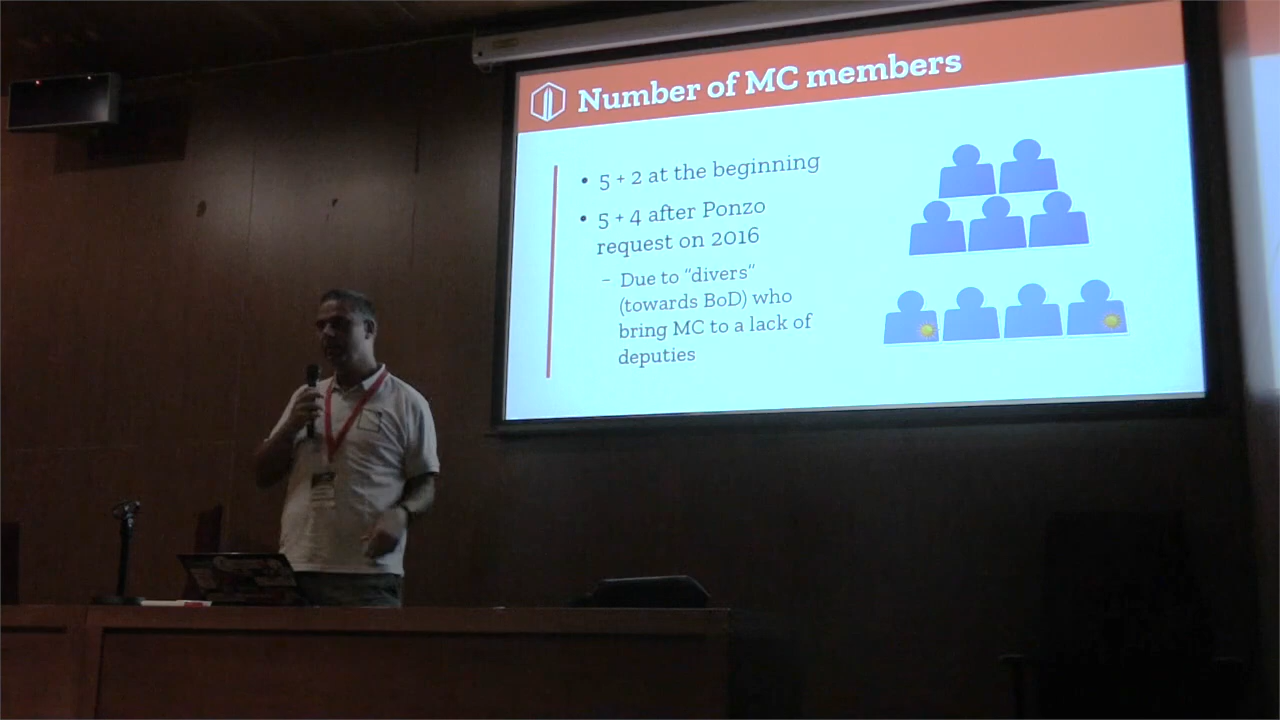 Number of MC members
• 5 + 2 at the beginning
• 5 + 4 after Ponzo
request on 2016
– Due to "divers"
(towards BoD) who
bring MC to a lack of
deputies